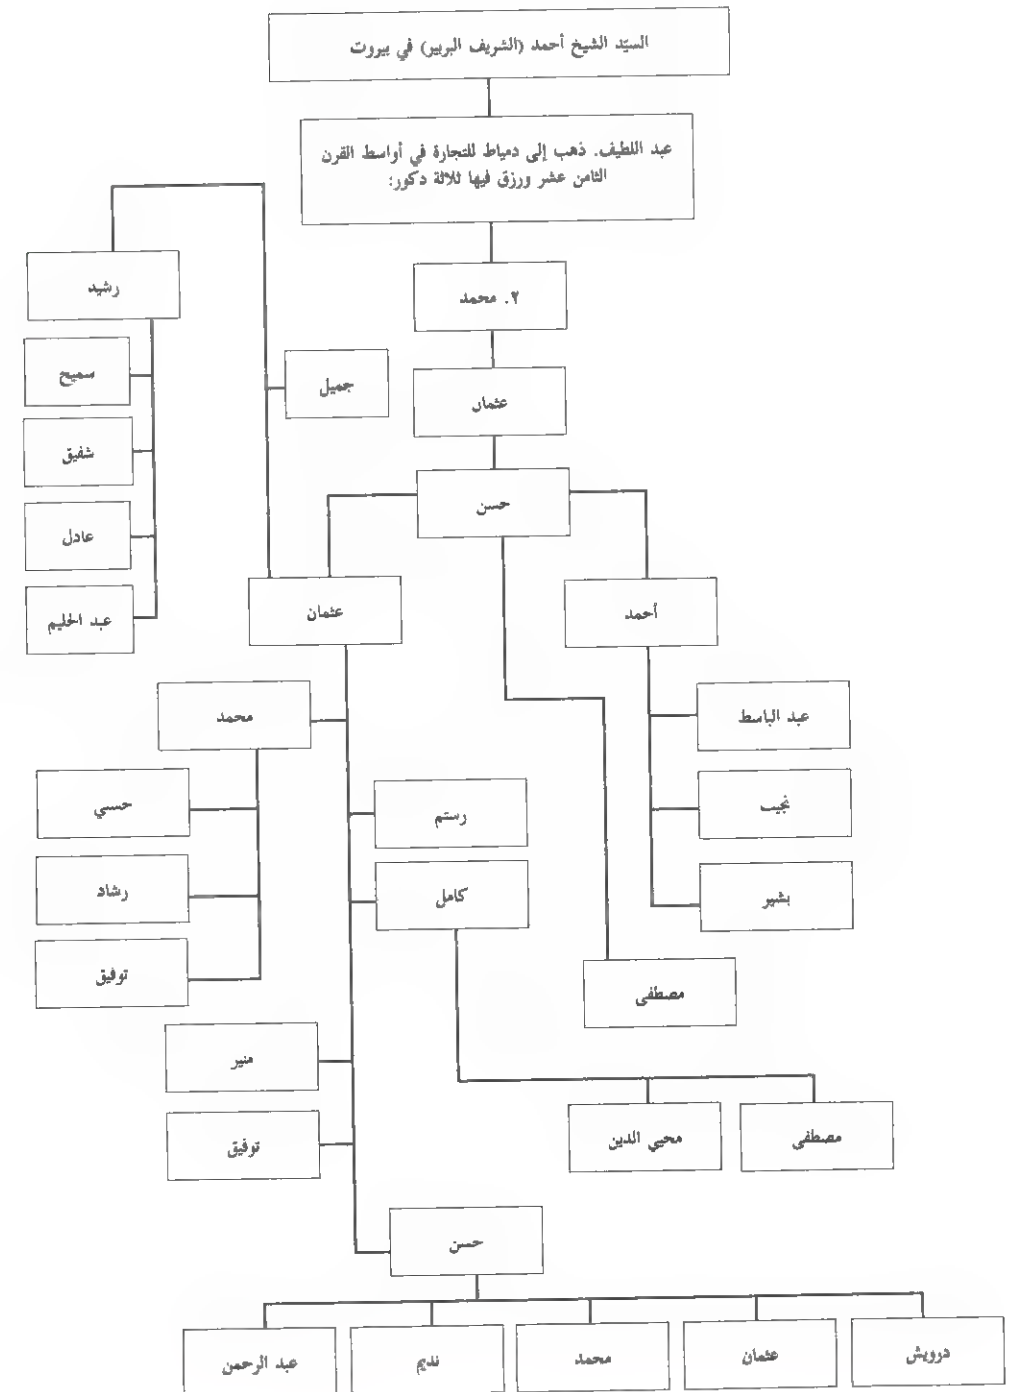 السيّد الشيخ أحمد (الشريف البربير) في بيروت
عبد اللطيف. ذهب إلى دمياط للتجارة في أواسط القرن
الثامن عشر ورزق فيها ثلاثة ذكور:
٢. محمد
عثمان
حسن
أحمد
عبد الباسط
نجيب
بشير
مصطفى
عثمان
جميل
رشيد
سميح
شفيق
عادل
عبد الحليم
محمد
حسني
رشاد
توفيق
رستم
كامل
مصطفى
محيي الدين
منير
توفيق
حسن
درويش
عثمان
محمد
نديم
عبد الرحمن